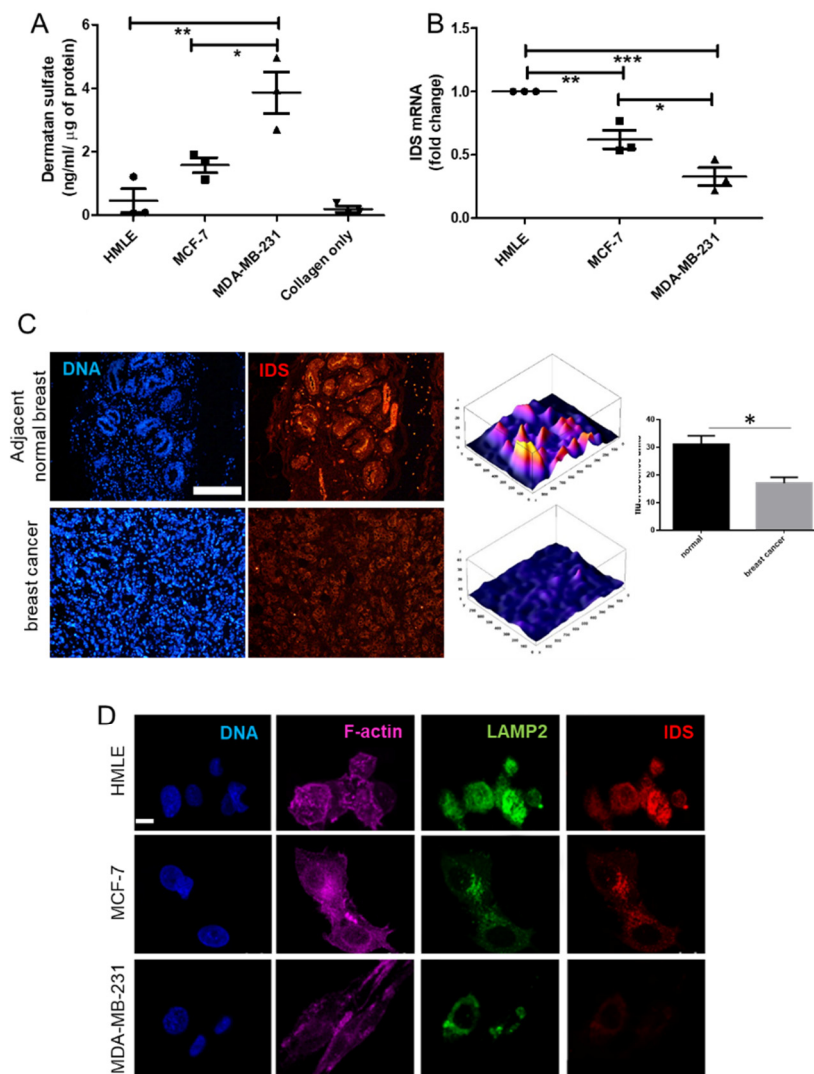 A
Dermatan sulfate
(ng/ml/ μg of protein)
6
4
2
0
**
*
HMLE
MCF-7
MDA-MB-231
Collagen only
B
IDS mRNA
(fold change)
1.5
1.0
0.5
0.0
***
**
*
HMLE
MCF-7
MDA-MB-231
C
Adjacent
normal breast
DNA
IDS
breast cancer
40
30
20
10
0
*
normal
breast cancer
D
DNA
F-actin
LAMP2
IDS
HMLE
MCF-7
MDA-MB-231